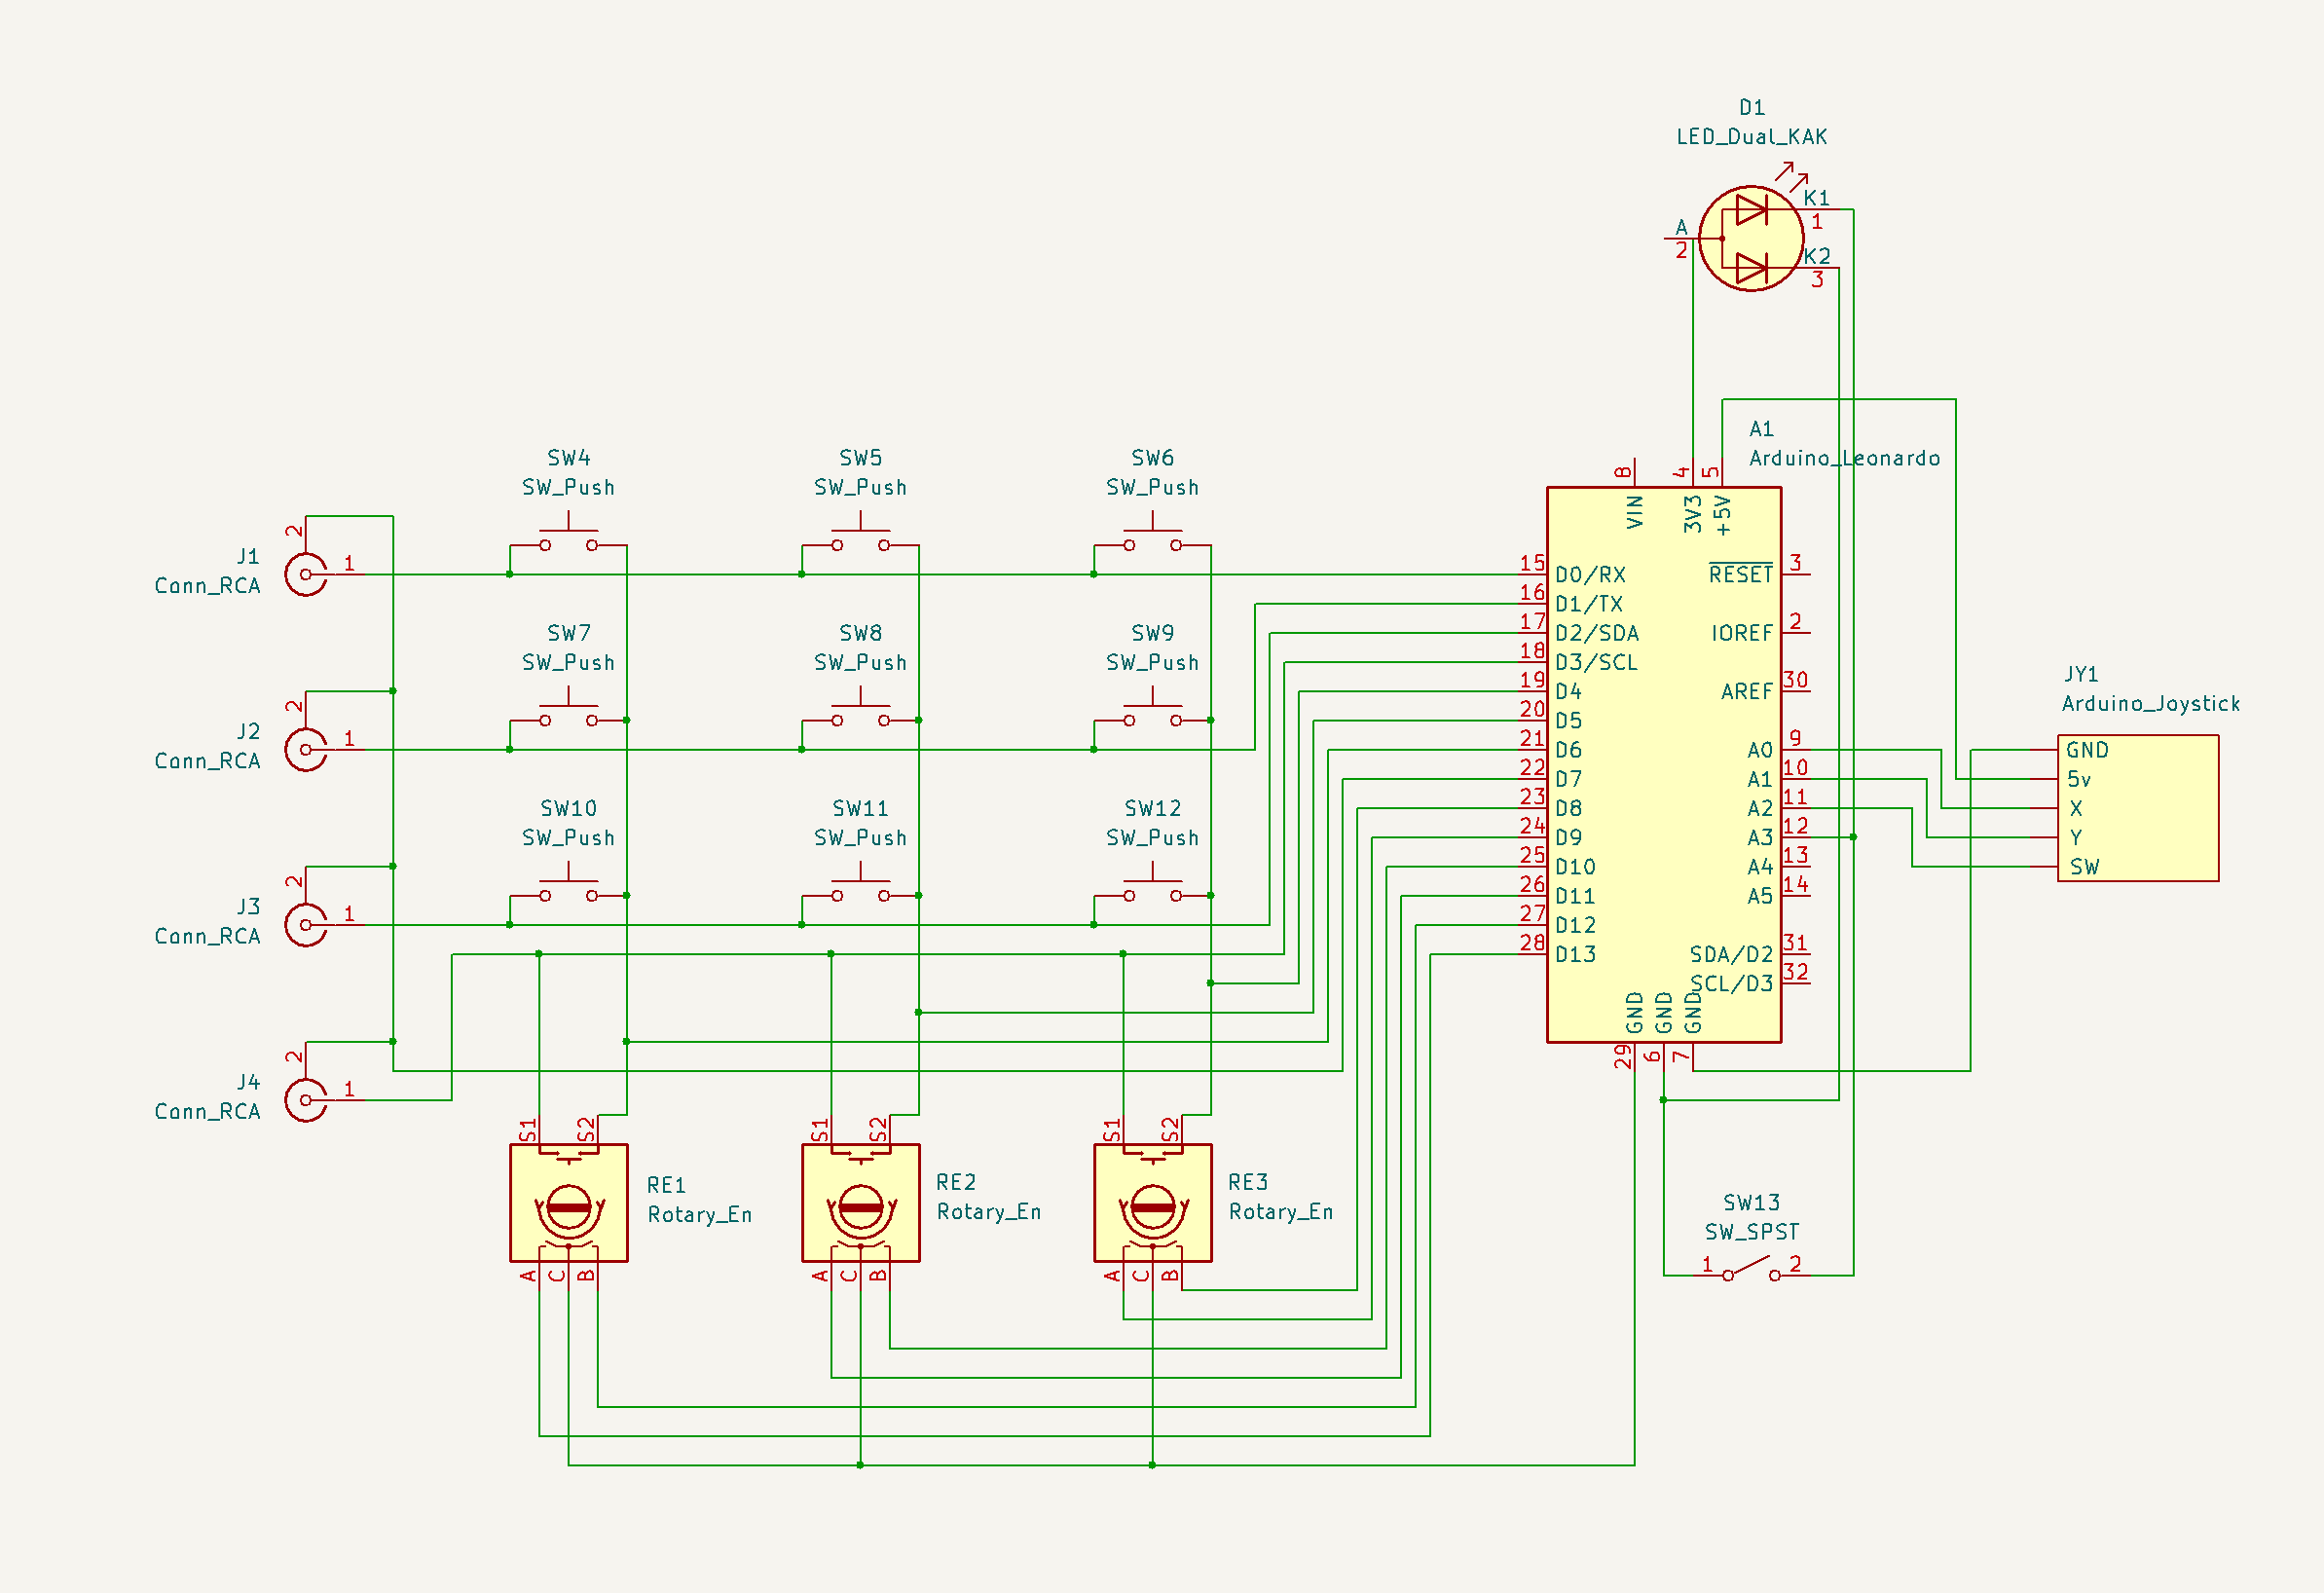 D1
LED_Dual_KAK
K1
1
A
2
K2
3
A1
Arduino_Leonardo
8
4
5
VIN
3V3
+5V
SW4
SW_Push
SW5
SW_Push
SW6
SW_Push
2
J1
Conn_RCA
1
15
D0/RX
RESET
3
16
D1/TX
17
D2/SDA
IOREF
2
18
D3/SCL
19
D4
AREF
30
20
D5
21
D6
A0
9
22
D7
A1
10
23
D8
A2
11
24
D9
A3
12
25
D10
A4
13
26
D11
A5
14
27
D12
28
D13
SDA/D2
31
SCL/D3
32
GND
GND
GND
29
6
7
SW7
SW_Push
SW8
SW_Push
SW9
SW_Push
2
J2
Conn_RCA
1
JY1
Arduino_Joystick
GND
5v
X
Y
SW
SW10
SW_Push
SW11
SW_Push
SW12
SW_Push
2
J3
Conn_RCA
1
2
J4
Conn_RCA
1
S1
S2
RE1
Rotary_En
A
C
B
S1
S2
RE2
Rotary_En
A
C
B
S1
S2
RE3
Rotary_En
A
C
B
SW13
SW_SPST
1
2